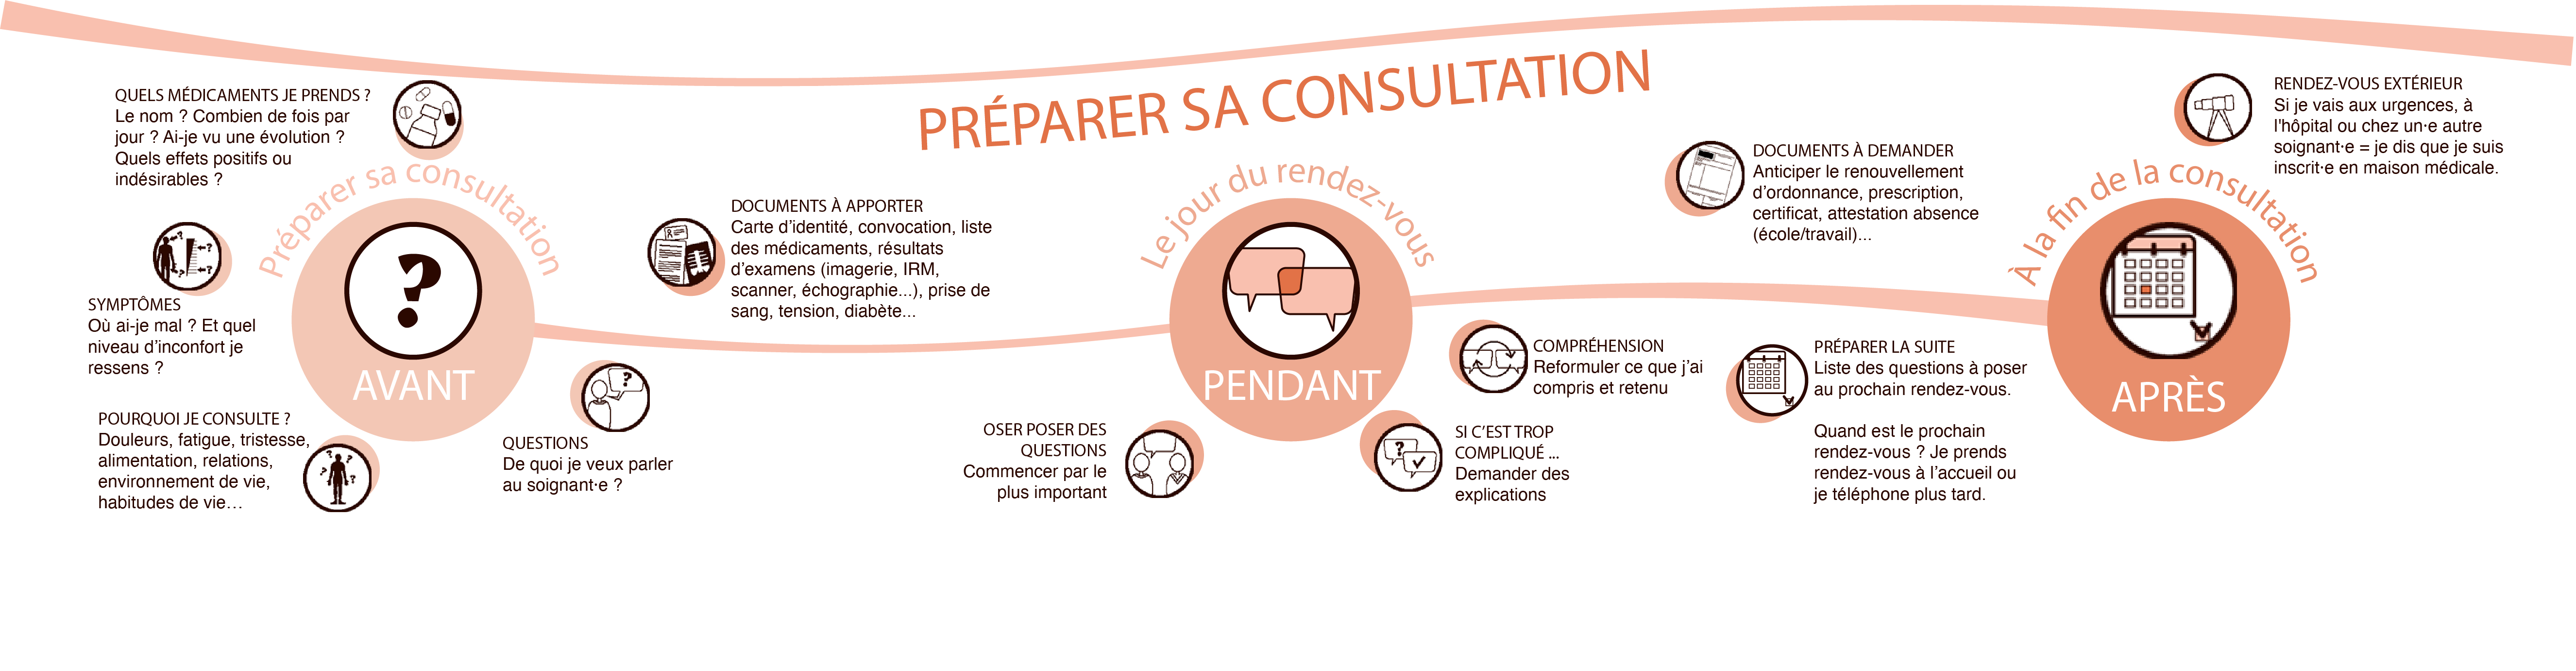 PRÉPARER SA CONSULTATION
Préparer sa consultation
AVANT
QUELS MÉDICAMENTS JE PRENDS ?
Le nom ? Combien de fois par
jour ? Ai-je vu une évolution ?
Quels effets positifs ou
indésirables ?
SYMPTÔMES
Où ai-je mal ? Et quel
niveau d’inconfort je
ressens ?
POURQUOI JE CONSULTE ?
Douleurs, fatigue, tristesse,
alimentation, relations,
environnement de vie,
habitudes de vie…
QUESTIONS
De quoi je veux parler
au soignant·e ?
DOCUMENTS À APPORTER
Carte d’identité, convocation, liste
des médicaments, résultats
d’examens (imagerie, IRM,
scanner, échographie...), prise de
sang, tension, diabète...
Le jour du rendez-vous
PENDANT
OSER POSER DES
QUESTIONS
Commencer par le
plus important
SI C’EST TROP
COMPLIQUÉ ...
Demander des
explications
COMPRÉHENSION
Reformuler ce que j’ai
compris et retenu
DOCUMENTS À DEMANDER
Anticiper le renouvellement
d’ordonnance, prescription,
certificat, attestation absence
(école/travail)...
À la fin de la consultation
APRÈS
PRÉPARER LA SUITE
Liste des questions à poser
au prochain rendez-vous.
Quand est le prochain
rendez-vous ? Je prends
rendez-vous à l’accueil ou
je téléphone plus tard.
RENDEZ-VOUS EXTÉRIEUR
Si je vais aux urgences, à
l'hôpital ou chez un·e autre
soignant·e = je dis que je suis
inscrit·e en maison médicale.